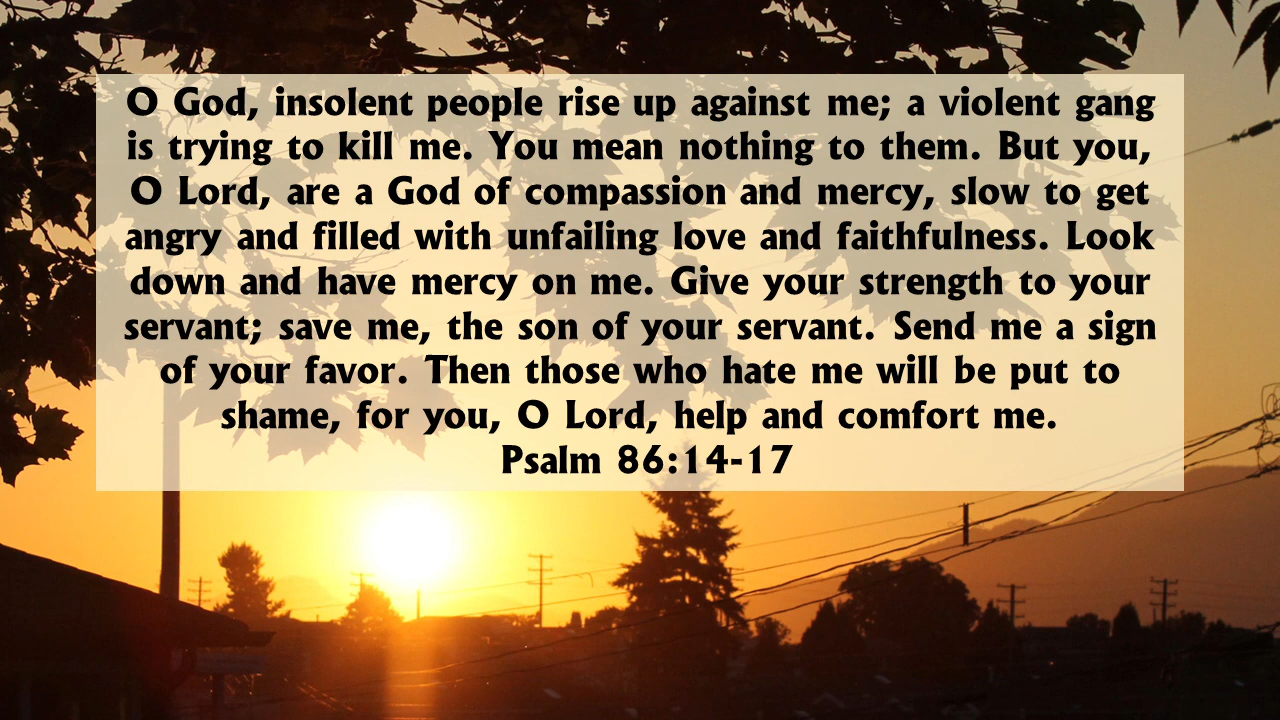 O God, insolent people rise up against me; a violent gang
is trying to kill me. You mean nothing to them. But you,
O Lord, are a God of compassion and mercy, slow to get
angry and filled with unfailing love and faithfulness. Look
down and have mercy on me. Give your strength to your
servant; save me, the son of your servant. Send me a sign
of your favor. Then those who hate me will be put to
shame, for you, O Lord, help and comfort me.
Psalm 86:14-17